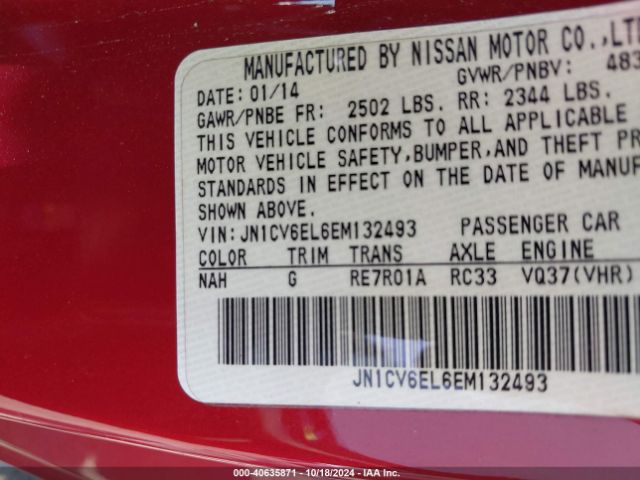 MANUFACTURED BY NISSAN MOTOR CO.,LTD
DATE: 01/14 GVWR/PNBV: 483
GAWR/PNBE FR: 2502 LBS. RR: 2344 LBS.
THIS VEHICLE CONFORMS TO ALL APPLICABLE
MOTOR VEHICLE SAFETY,BUMPER,AND THEFT PR
STANDARDS IN EFFECT ON THE DATE OF MANUF
SHOWN ABOVE.
VIN: JN1CV6EL6EM132493 PASSENGER CAR
COLOR TRIM TRANS AXLE ENGINE
NAH G RE7R01A RC33 VQ37(VHR)
JN1CV6EL6EM132493
000-40635871 | 10/18/2024 | IAA Inc.